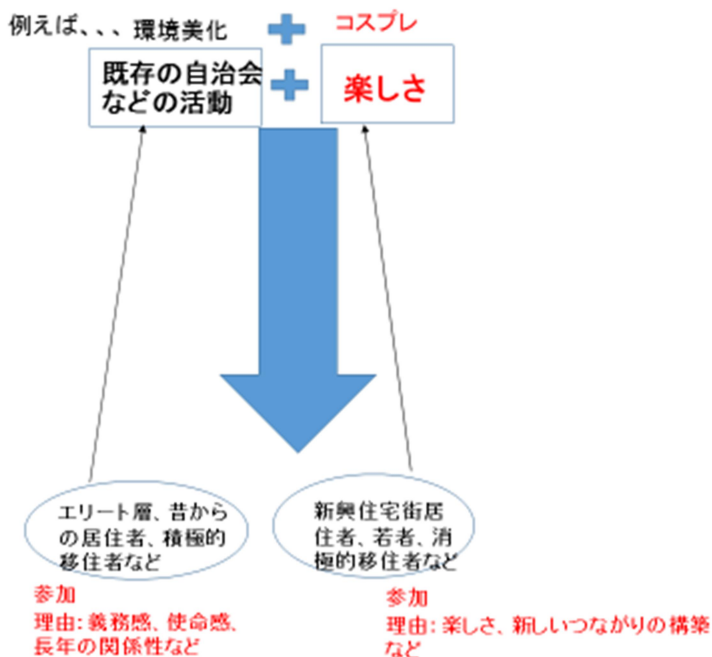 例えば、、、環境美化
コスプレ
既存の自治会
などの活動
楽しさ
エリート層、昔から
の居住者、積極的
移住者など
新興住宅街居
住者、若者、消
極的移住者など
参加
理由:義務感、使命感、
長年の関係性など
参加
理由:楽しさ、新しいつながりの構築
など